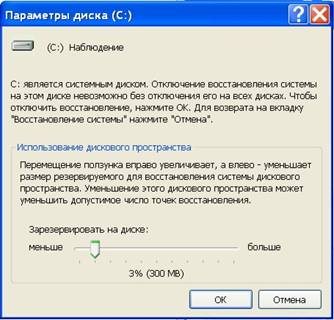 Параметры диска (C:)
(C:) Наблюдение
C: является системным диском. Отключение восстановления системы
на этом диске невозможно без отключения его на всех дисках. Чтобы
отключить восстановление, нажмите ОК. Для возврата на вкладку
"Восстановление системы" нажмите "Отмена".
Использование дискового пространства
Перемещение ползунка вправо увеличивает, а влево - уменьшает
размер резервируемого для восстановления системы дискового
пространства. Уменьшение этого дискового пространства может
уменьшить допустимое число точек восстановления.
Зарезервировать на диске:
меньше больше
3% (300 MB)
ОК Отмена